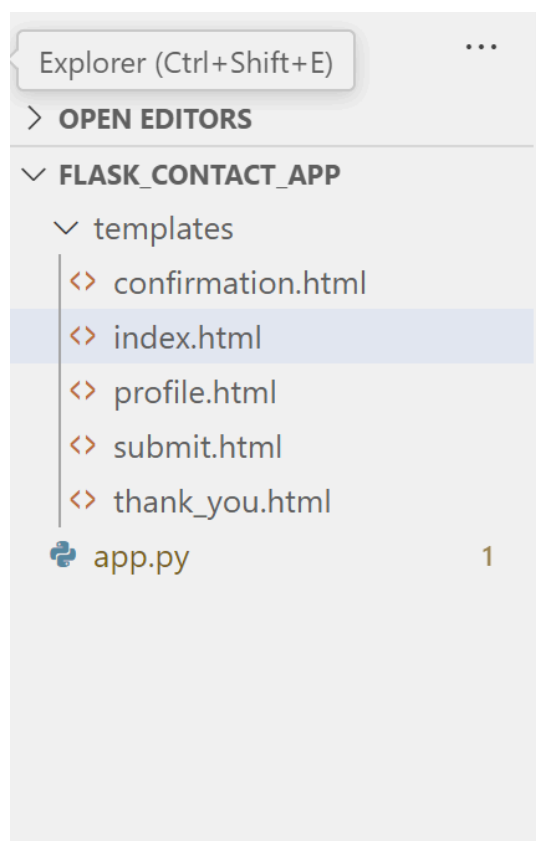 Explorer (Ctrl+Shift+E)
OPEN EDITORS
FLASK_CONTACT_APP
templates
confirmation.html
index.html
profile.html
submit.html
thank_you.html
app.py 1